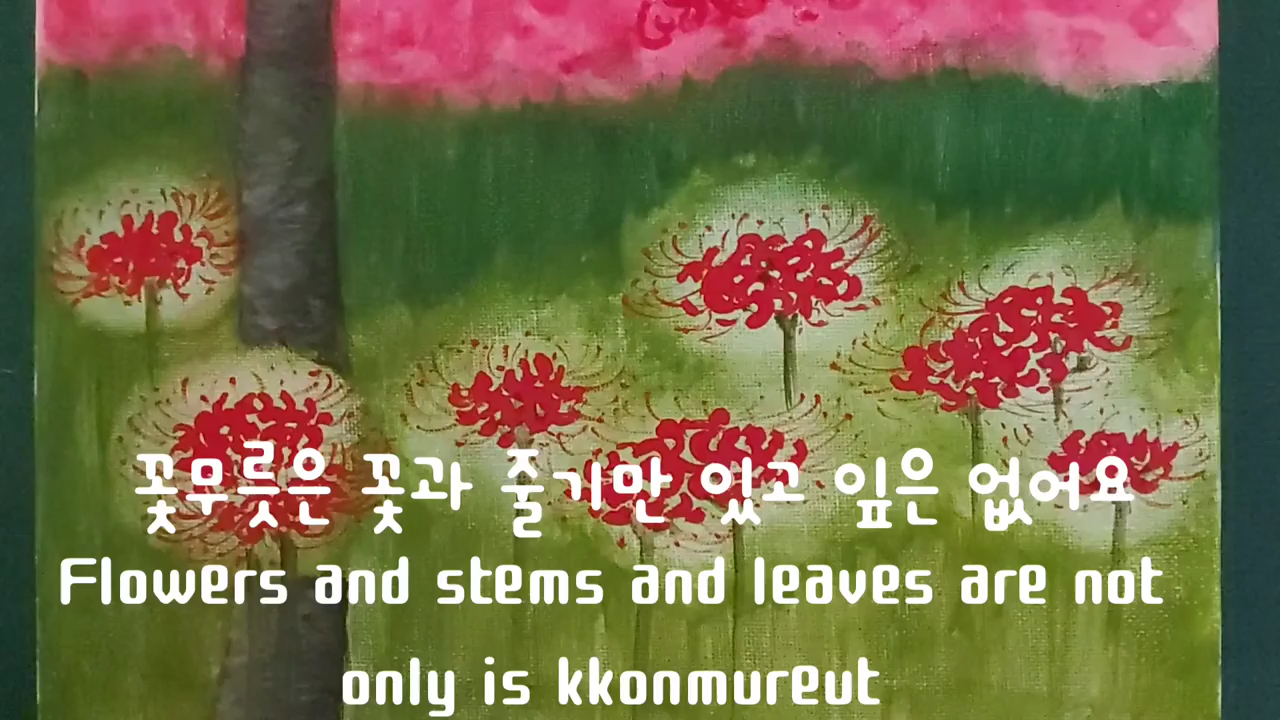 꽃무릇은 꽃과 줄기만 있고 잎은 없어요
Flowers and stems and leaves are not
only is kkonmureut